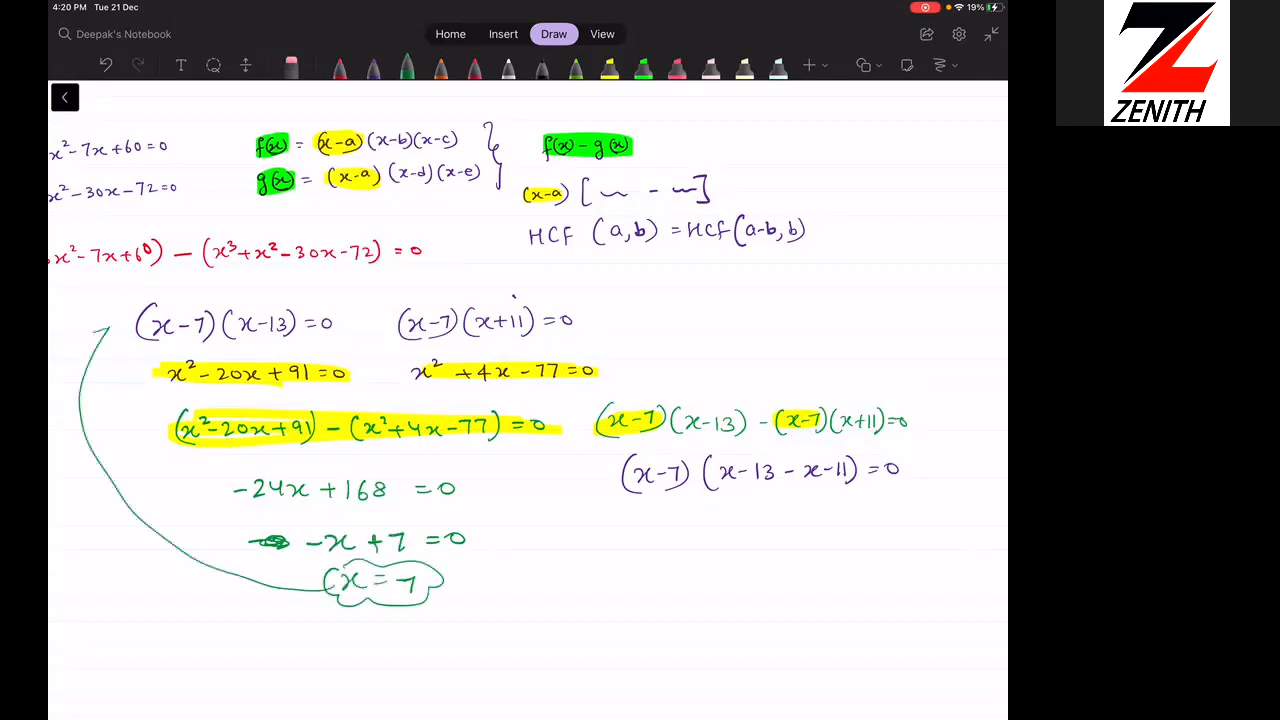 4:20 PM Tue 21 Dec
19%
Deepak's Notebook
Home Insert Draw View
ZENITH
x² - 7x + 60 = 0
x² - 30x - 72 = 0
f(x) = (x-a) (x-b)(x-c)
g(x) = (x-a) (x-d)(x-e)
f(x) - g(x)
(x-a) [ ~ - ~ ]
HCF (a,b) = HCF(a-b, b)
x² - 7x + 60) - (x³ + x² - 30x - 72) = 0
(x-7)(x-13) = 0
(x-7)(x+11) = 0
x² - 20x + 91 = 0
x² + 4x - 77 = 0
(x² - 20x + 91) - (x² + 4x - 77) = 0
(x-7)(x-13) - (x-7)(x+11) = 0
(x-7) (x-13 - x-11) = 0
-24x + 168 = 0
-x + 7 = 0
x = 7